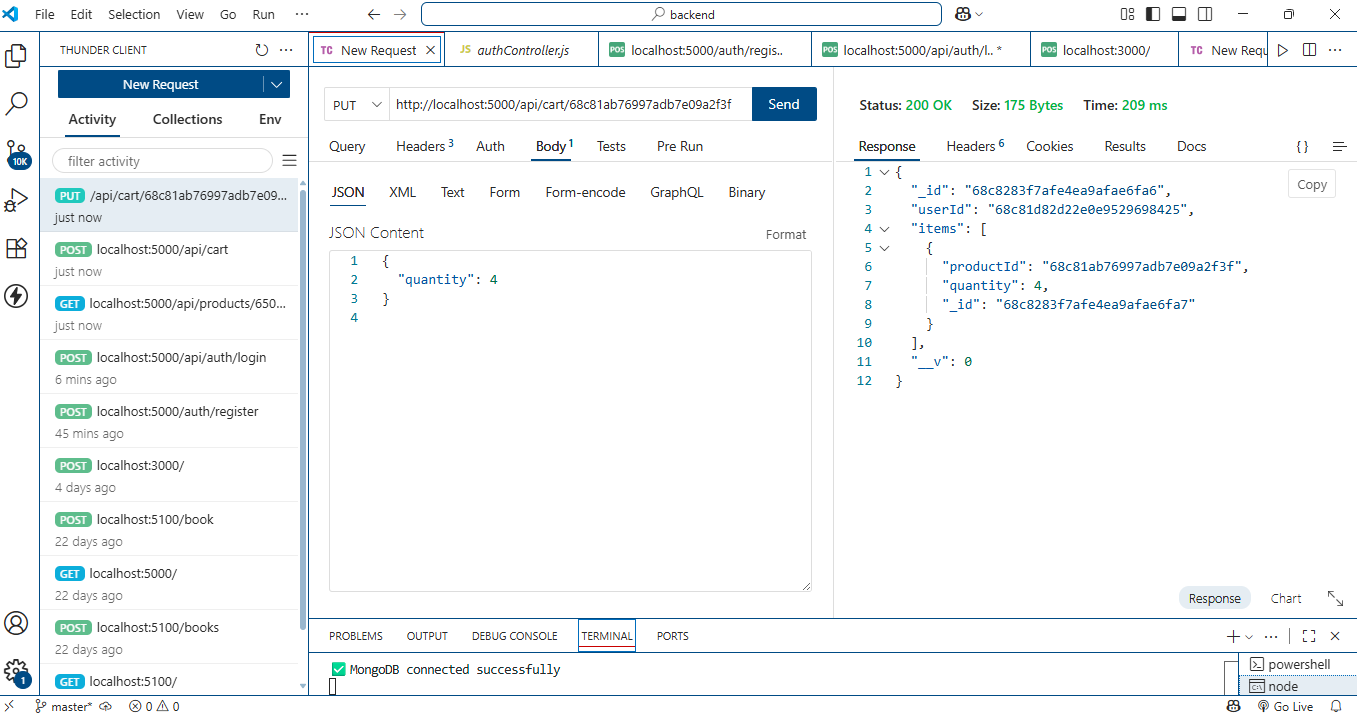 File Edit Selection View Go Run ··· backend
THUNDER CLIENT
New Request
Activity Collections Env
filter activity
PUT /api/cart/68c81ab76997adb7e09...
just now
POST localhost:5000/api/cart
just now
GET localhost:5000/api/products/650...
just now
POST localhost:5000/api/auth/login
6 mins ago
POST localhost:5000/auth/register
45 mins ago
POST localhost:3000/
4 days ago
POST localhost:5100/book
22 days ago
GET localhost:5000/
22 days ago
POST localhost:5100/books
22 days ago
GET localhost:5100/
10K
1
TC New Request JS authController.js POS localhost:5000/auth/regis.. POS localhost:5000/api/auth/l.. * POS localhost:3000/ TC New Requ
PUT http://localhost:5000/api/cart/68c81ab76997adb7e09a2f3f Send
Query Headers 3 Auth Body 1 Tests Pre Run
JSON XML Text Form Form-encode GraphQL Binary
JSON Content Format
1 {
2 "quantity": 4
3 }
4
Status: 200 OK Size: 175 Bytes Time: 209 ms
Response Headers 6 Cookies Results Docs {}
Copy
1 {
2 "_id": "68c8283f7afe4ea9afae6fa6",
3 "userId": "68c81d82d22e0e9529698425",
4 "items": [
5 {
6 "productId": "68c81ab76997adb7e09a2f3f",
7 "quantity": 4,
8 "_id": "68c8283f7afe4ea9afae6fa7"
9 }
10 ],
11 "__v": 0
12 }
Response Chart
PROBLEMS OUTPUT DEBUG CONSOLE TERMINAL PORTS
✅ MongoDB connected successfully
powershell
node
master* 0 0 Go Live